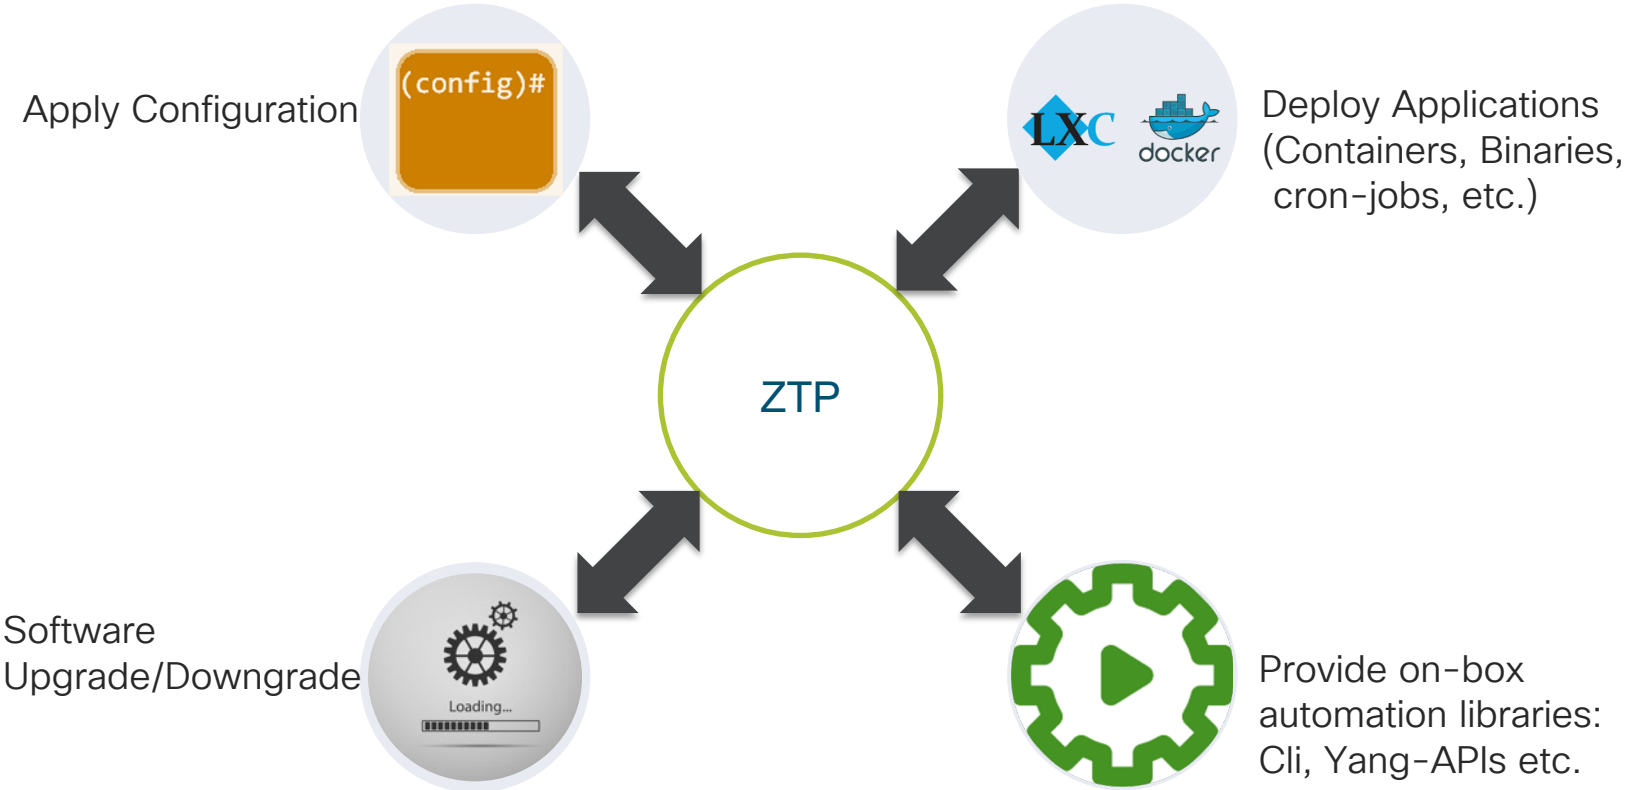 Apply Configuration
(config)#
LXC
docker
Deploy Applications
(Containers, Binaries,
cron-jobs, etc.)
ZTP
Software
Upgrade/Downgrade
Loading...
Provide on-box
automation libraries:
Cli, Yang-APIs etc.